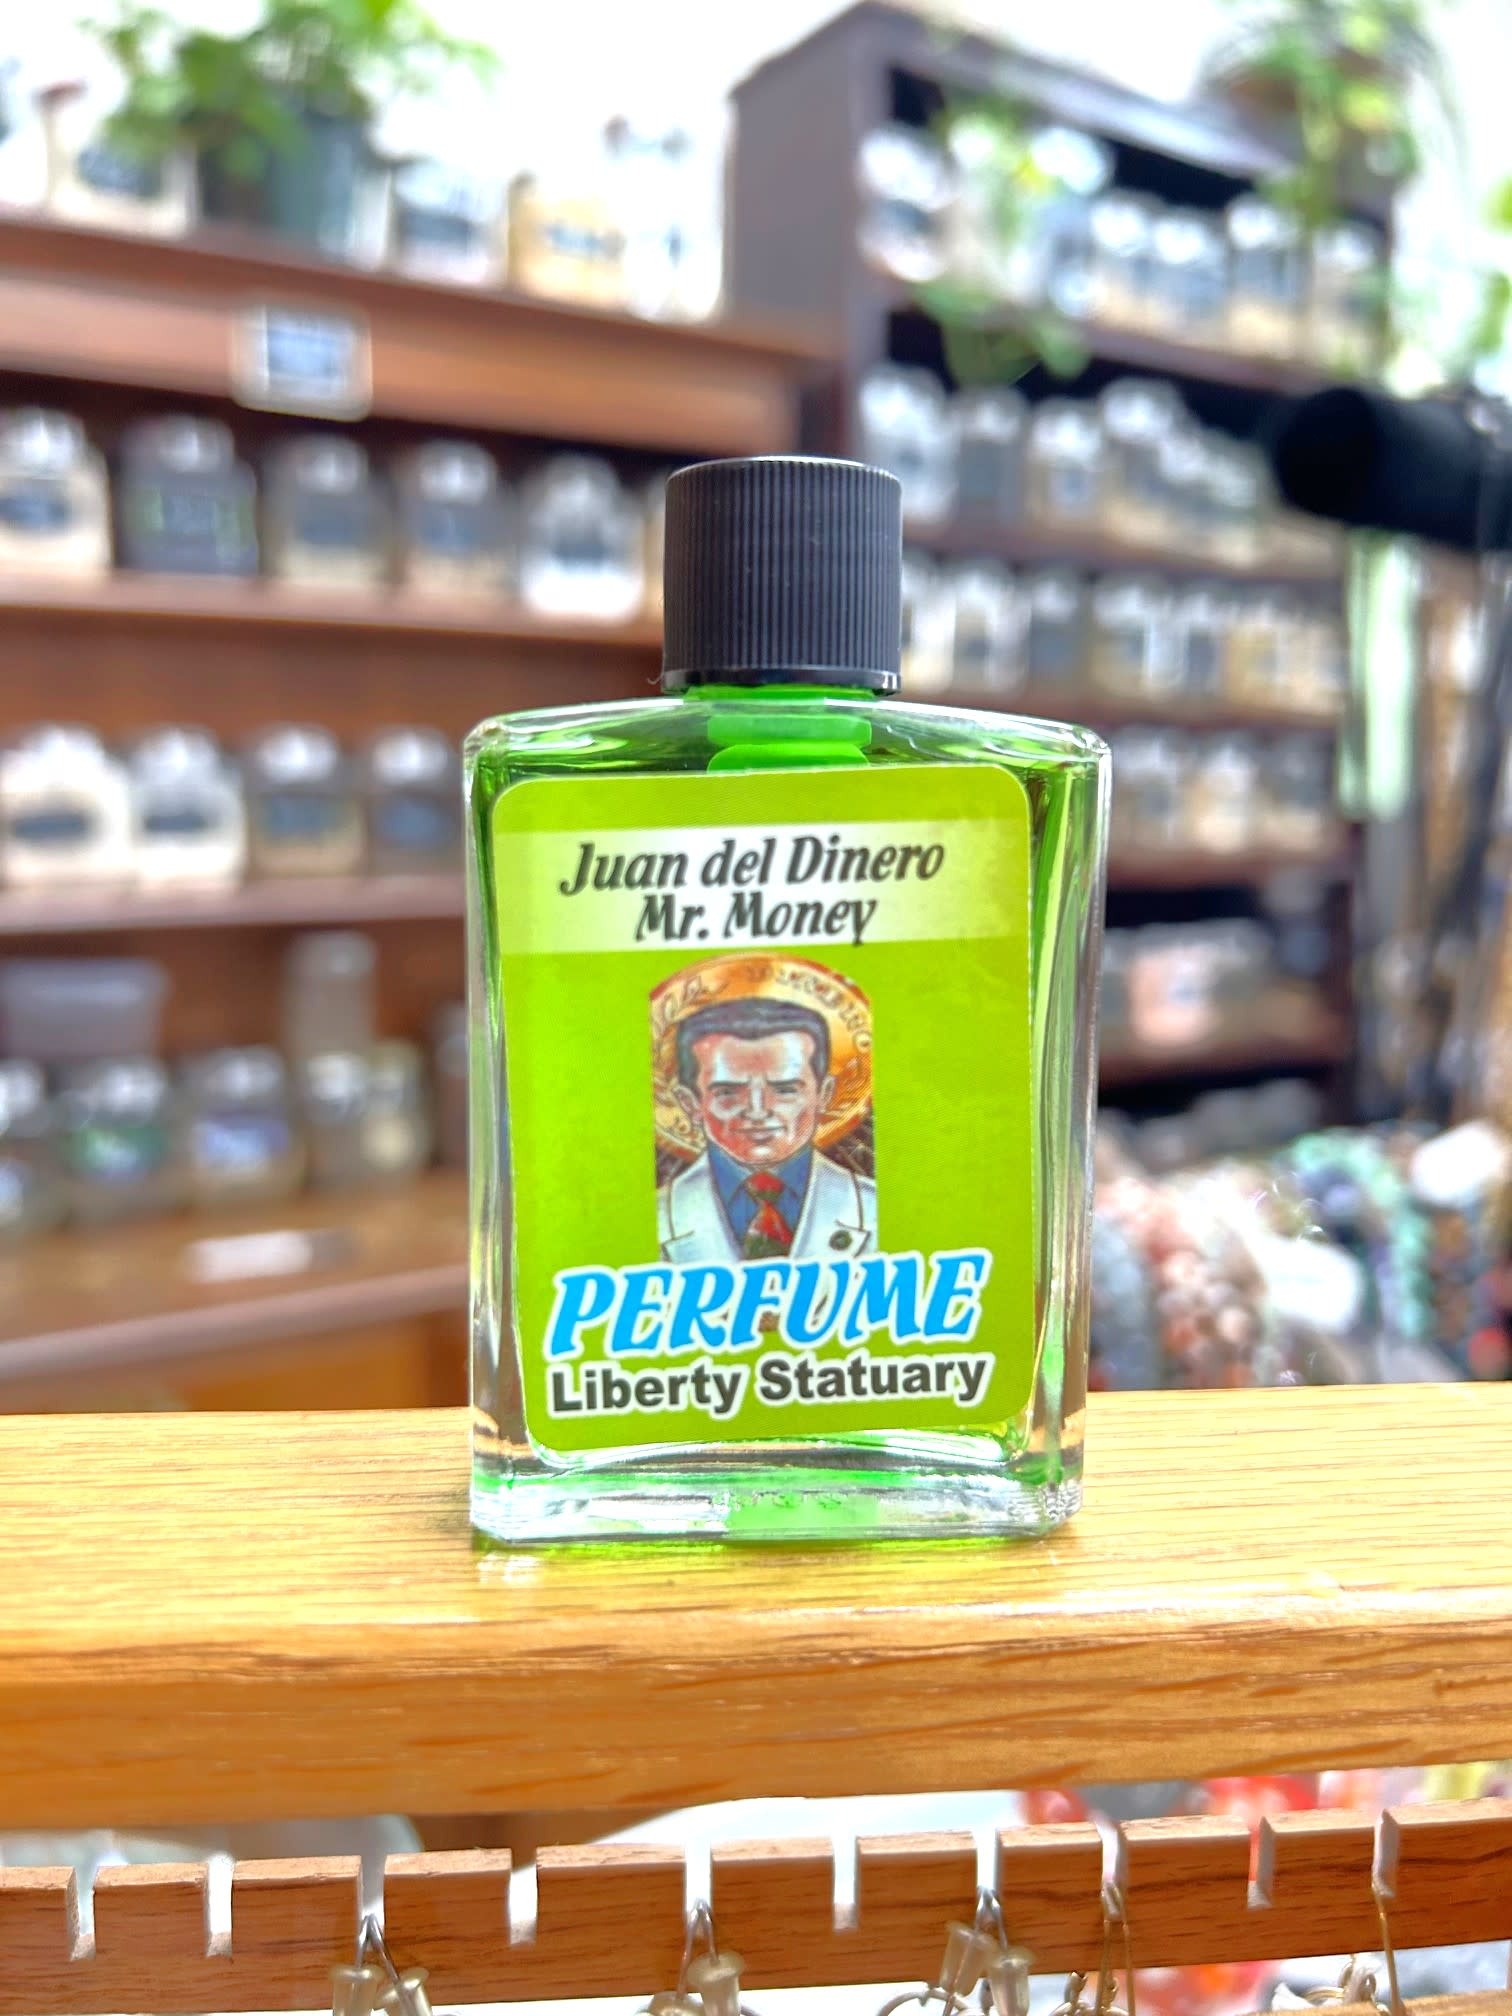 Juan del Dinero
Mr. Money
PERFUME
Liberty Statuary